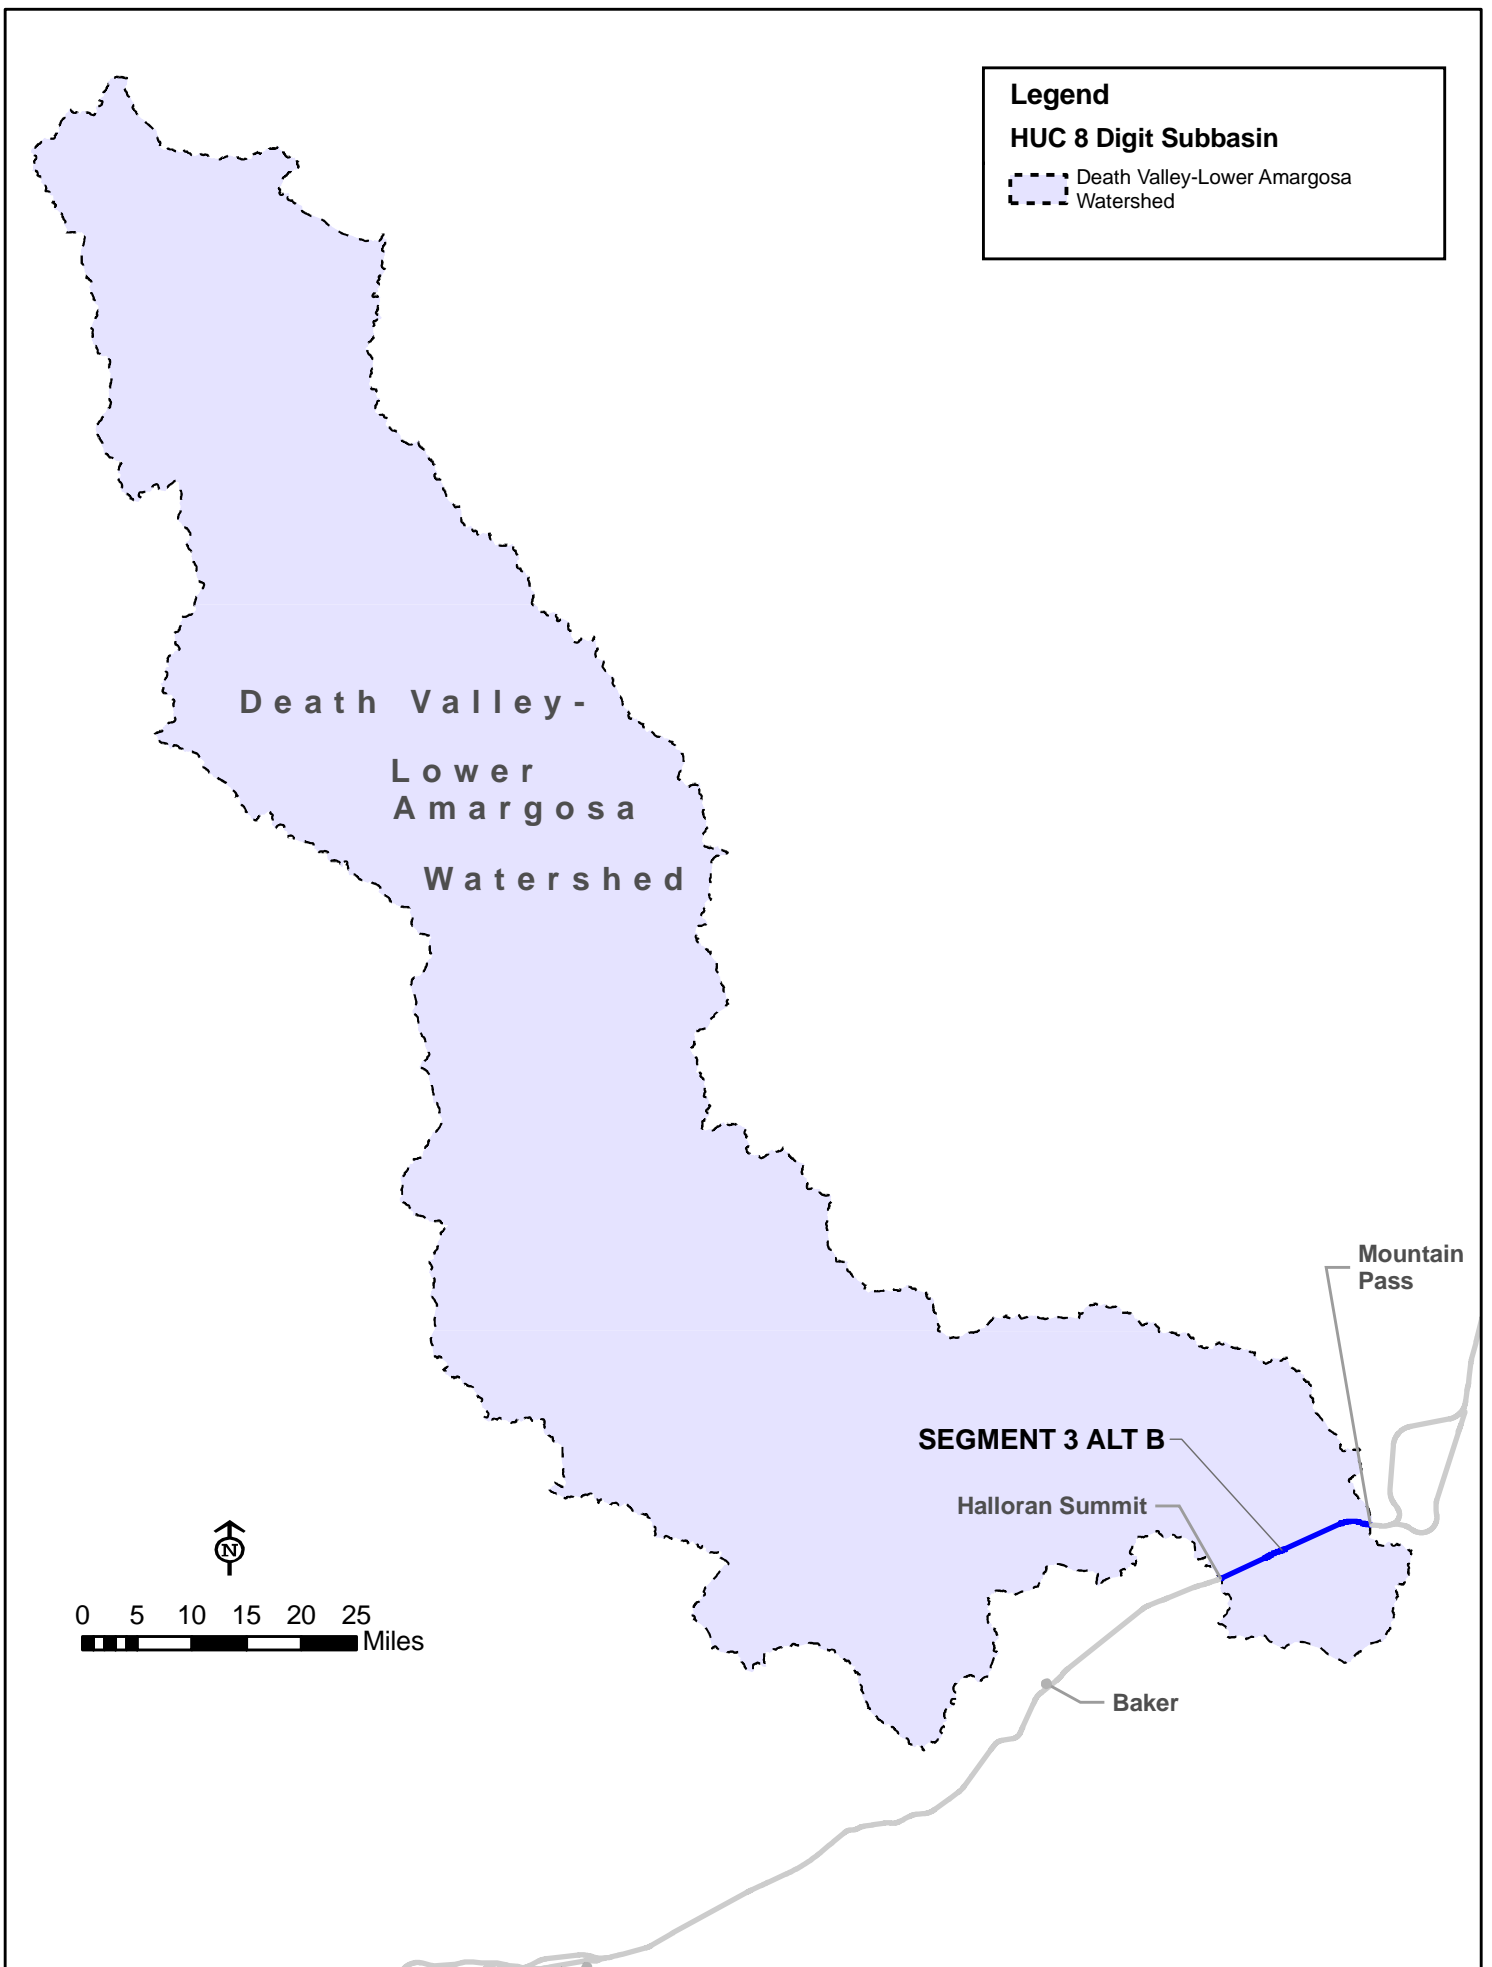 Legend
HUC 8 Digit Subbasin
Death Valley-Lower Amargosa
Watershed
Death Valley-
Lower
Amargosa
Watershed
Mountain
Pass
SEGMENT 3 ALT B
Halloran Summit
N
0 5 10 15 20 25
Miles
Baker